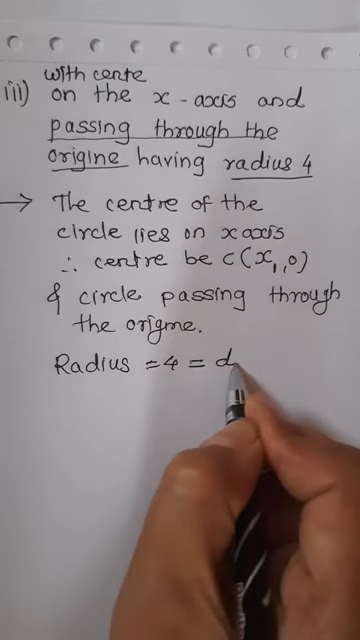 with cente
iii) on the x-axis and
passing through the
origine having radius 4
→ The centre of the
circle lies on x axis
∴ centre be C(x₁,0)
& circle passing through
the origine.
Radius = 4 = d